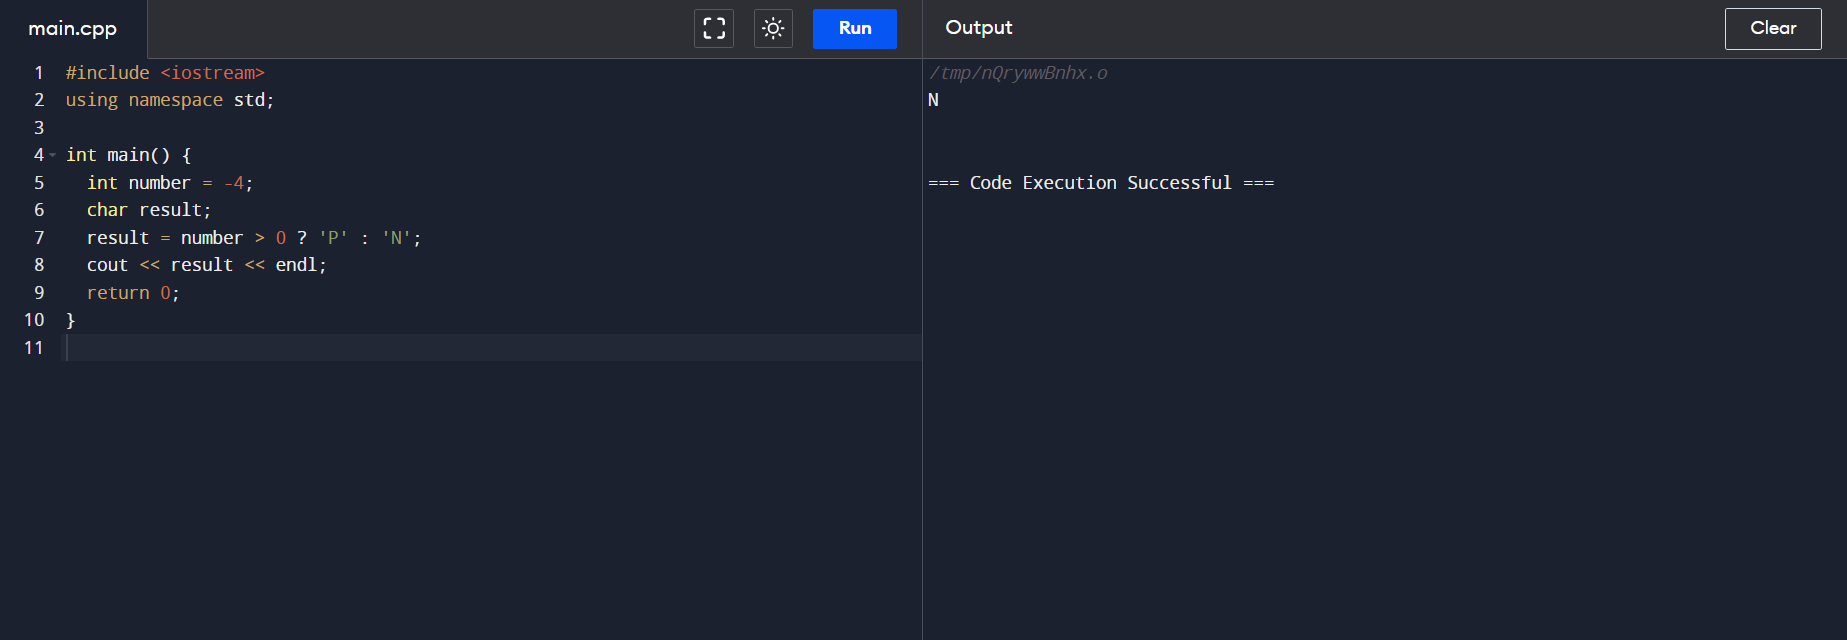 main.cpp
Run
Output
Clear
1 #include <iostream>
2 using namespace std;
3
4 int main() {
5   int number = -4;
6   char result;
7   result = number > 0 ? 'P' : 'N';
8   cout << result << endl;
9   return 0;
10 }
11
/tmp/nQrywwBnhx.o
N
=== Code Execution Successful ===